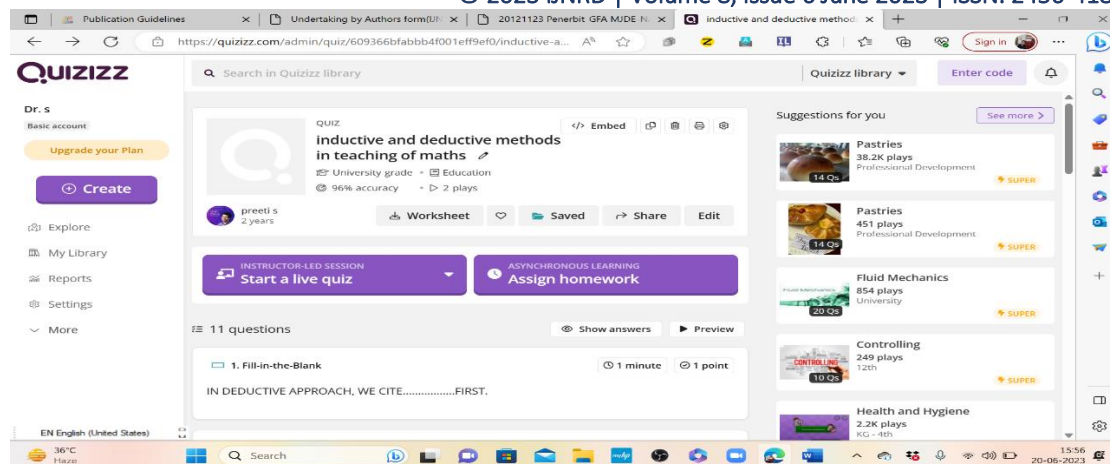 © 2023 IJNRD | Volume 8, Issue 6 June 2023 | ISSN: 2456-418
Publication Guidelines
Undertaking by Authors form(UN
20121123 Penerbit GFA MJDE N
inductive and deductive method
https://quizizz.com/admin/quiz/609366bfabbb4f001eff9ef0/inductive-a...
Sign in
Quizizz
Search in Quizizz library
Quizizz library
Enter code
Dr. s
Basic account
Upgrade your Plan
Create
Explore
My Library
Reports
Settings
More
EN English (United States)
QUIZ
Embed
inductive and deductive methods
in teaching of maths
University grade • Education
96% accuracy • 2 plays
preeti s
2 years
Worksheet
Saved
Share
Edit
INSTRUCTOR-LED SESSION
Start a live quiz
ASYNCHRONOUS LEARNING
Assign homework
11 questions
Show answers
Preview
1. Fill-in-the-Blank
1 minute
1 point
IN DEDUCTIVE APPROACH, WE CITE.................FIRST.
Suggestions for you
See more >
Pastries
38.2K plays
Professional Development
14 Qs
SUPER
Pastries
451 plays
Professional Development
14 Qs
SUPER
Fluid Mechanics
854 plays
University
20 Qs
SUPER
Controlling
249 plays
12th
CONTROLLING
10 Qs
SUPER
Health and Hygiene
2.2K plays
KG - 4th
36°C
Haze
Search
15:56
20-06-2023